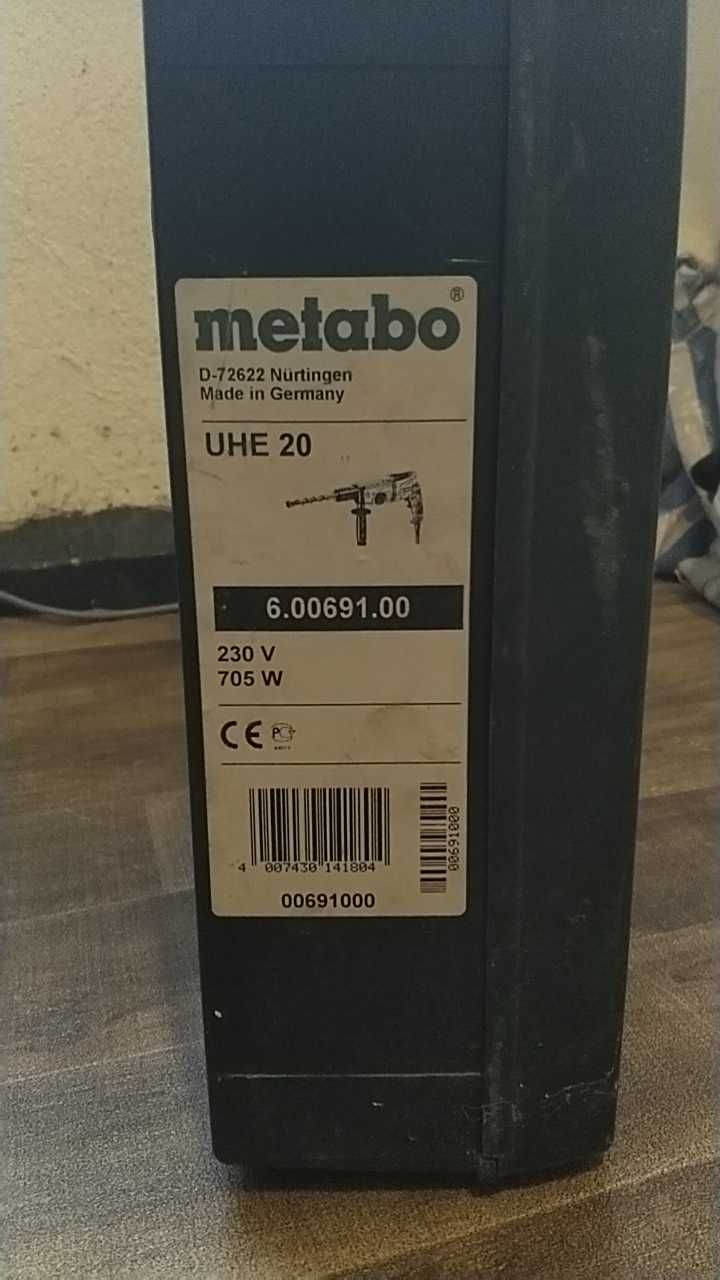 metabo®
D-72622 Nürtingen
Made in Germany
UHE 20
6.00691.00
230 V
705 W
CE PC
4 007430 141804
00691000
00691000